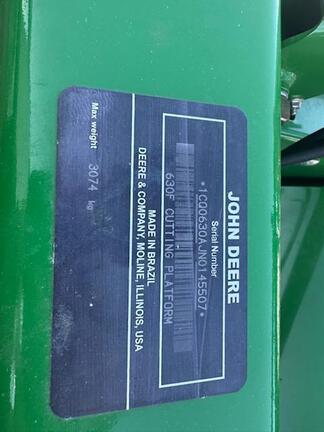 JOHN DEERE
Serial Number
*1CQ0630AJN0145507*
630F CUTTING PLATFORM
MADE IN BRAZIL
DEERE & COMPANY, MOLINE, ILLINOIS, USA
Max weight 3074 kg